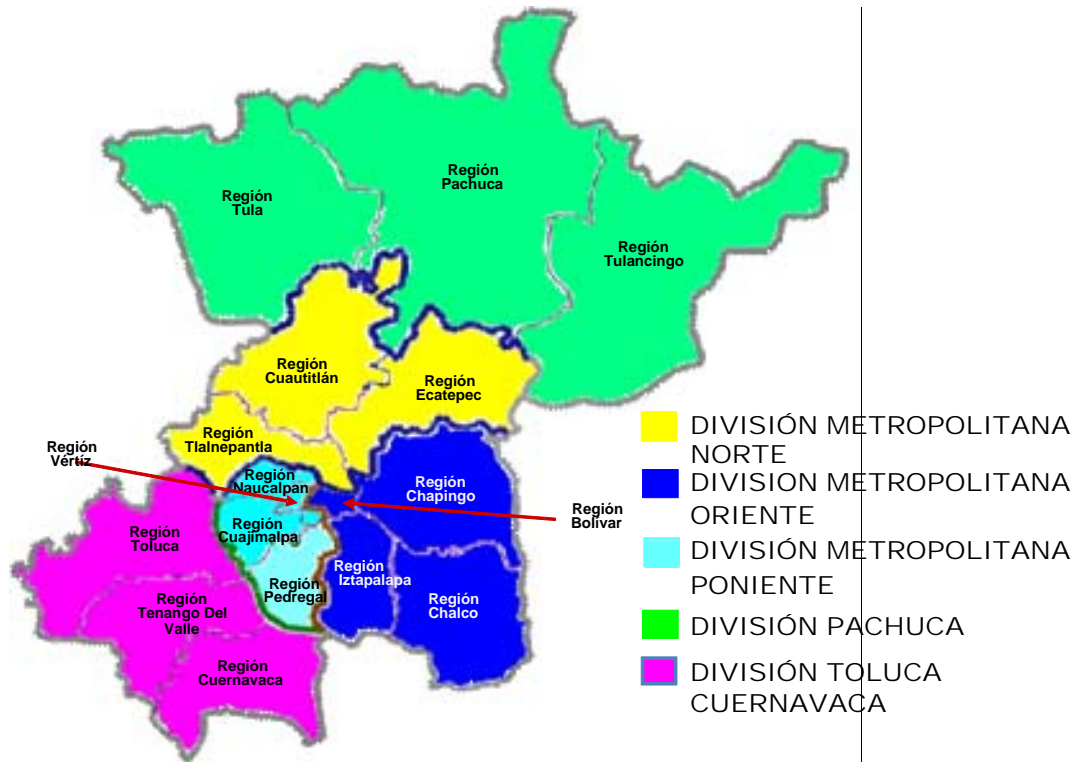 Región
Pachuca
Región
Tula
Región
Tulancingo
Región
Cuautitlán
Región
Ecatepec
Región
Tlalnepantla
Región
Vértíz
Región
Naucalpan
Región
Chapingo
Región
Bolivar
Región
Cuajimalpa
Región
Toluca
Región
Iztapalapa
Región
Pedregal
Región
Chalco
Región
Tenango Del
Valle
Región
Cuernavaca
DIVISIÓN METROPOLITANA
NORTE
DIVISION METROPOLITANA
ORIENTE
DIVISIÓN METROPOLITANA
PONIENTE
DIVISIÓN PACHUCA
DIVISIÓN TOLUCA
CUERNAVACA